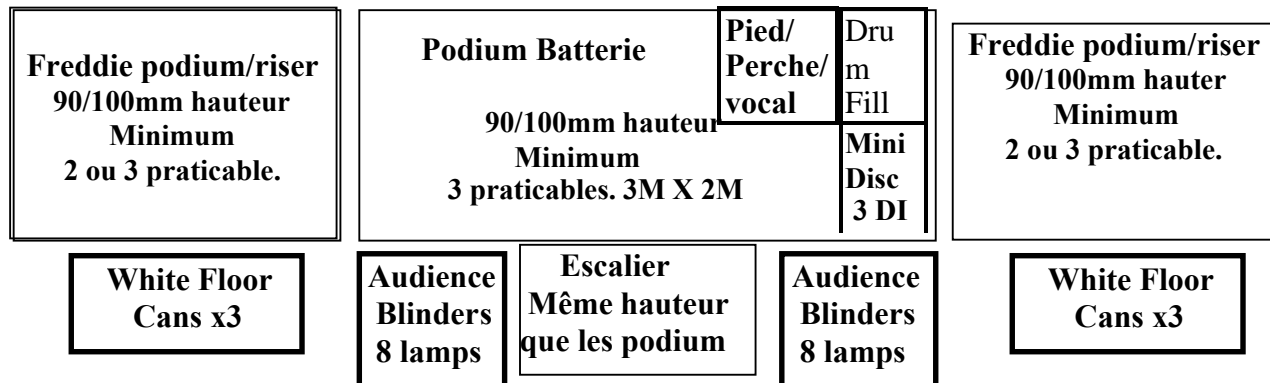 Freddie podium/riser
90/100mm hauteur
Minimum
2 ou 3 praticable.
Podium Batterie
90/100mm hauteur
Minimum
3 praticables. 3M X 2M
Pied/
Perche/
vocal
Dru
m
Fill
Mini
Disc
3 DI
Freddie podium/riser
90/100mm hauter
Minimum
2 ou 3 praticable.
White Floor
Cans x3
Audience
Blinders
8 lamps
Escalier
Même hauteur
que les podium
Audience
Blinders
8 lamps
White Floor
Cans x3